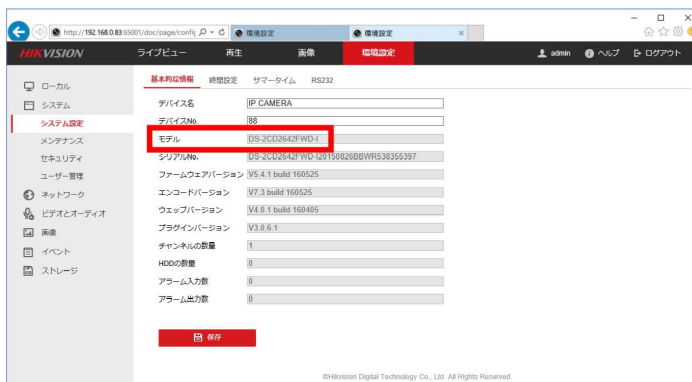 http://192.168.0.83:65001/doc/page/config 環境設定 環境設定
HIKVISION ライブビュー 再生 画像 環境設定 admin ヘルプ ログアウト
ローカル
システム
システム設定
メンテナンス
セキュリティ
ユーザー管理
ネットワーク
ビデオとオーディオ
画像
イベント
ストレージ
基本的な情報 時間設定 サマータイム RS232
デバイス名 IP CAMERA
デバイスNo. 88
モデル DS-2CD2642FWD-I
シリアルNo. DS-2CD2642FWD-I20150826BBWR538355397
ファームウェアバージョン V5.4.1 build 160525
エンコードバージョン V7.3 build 160525
ウェッブバージョン V4.0.1 build 160405
プラグインバージョン V3.0.6.1
チャンネルの数量 1
HDDの数量 0
アラーム入力数 0
アラーム出力数 0
保存
©Hikvision Digital Technology Co., Ltd. All Rights Reserved.